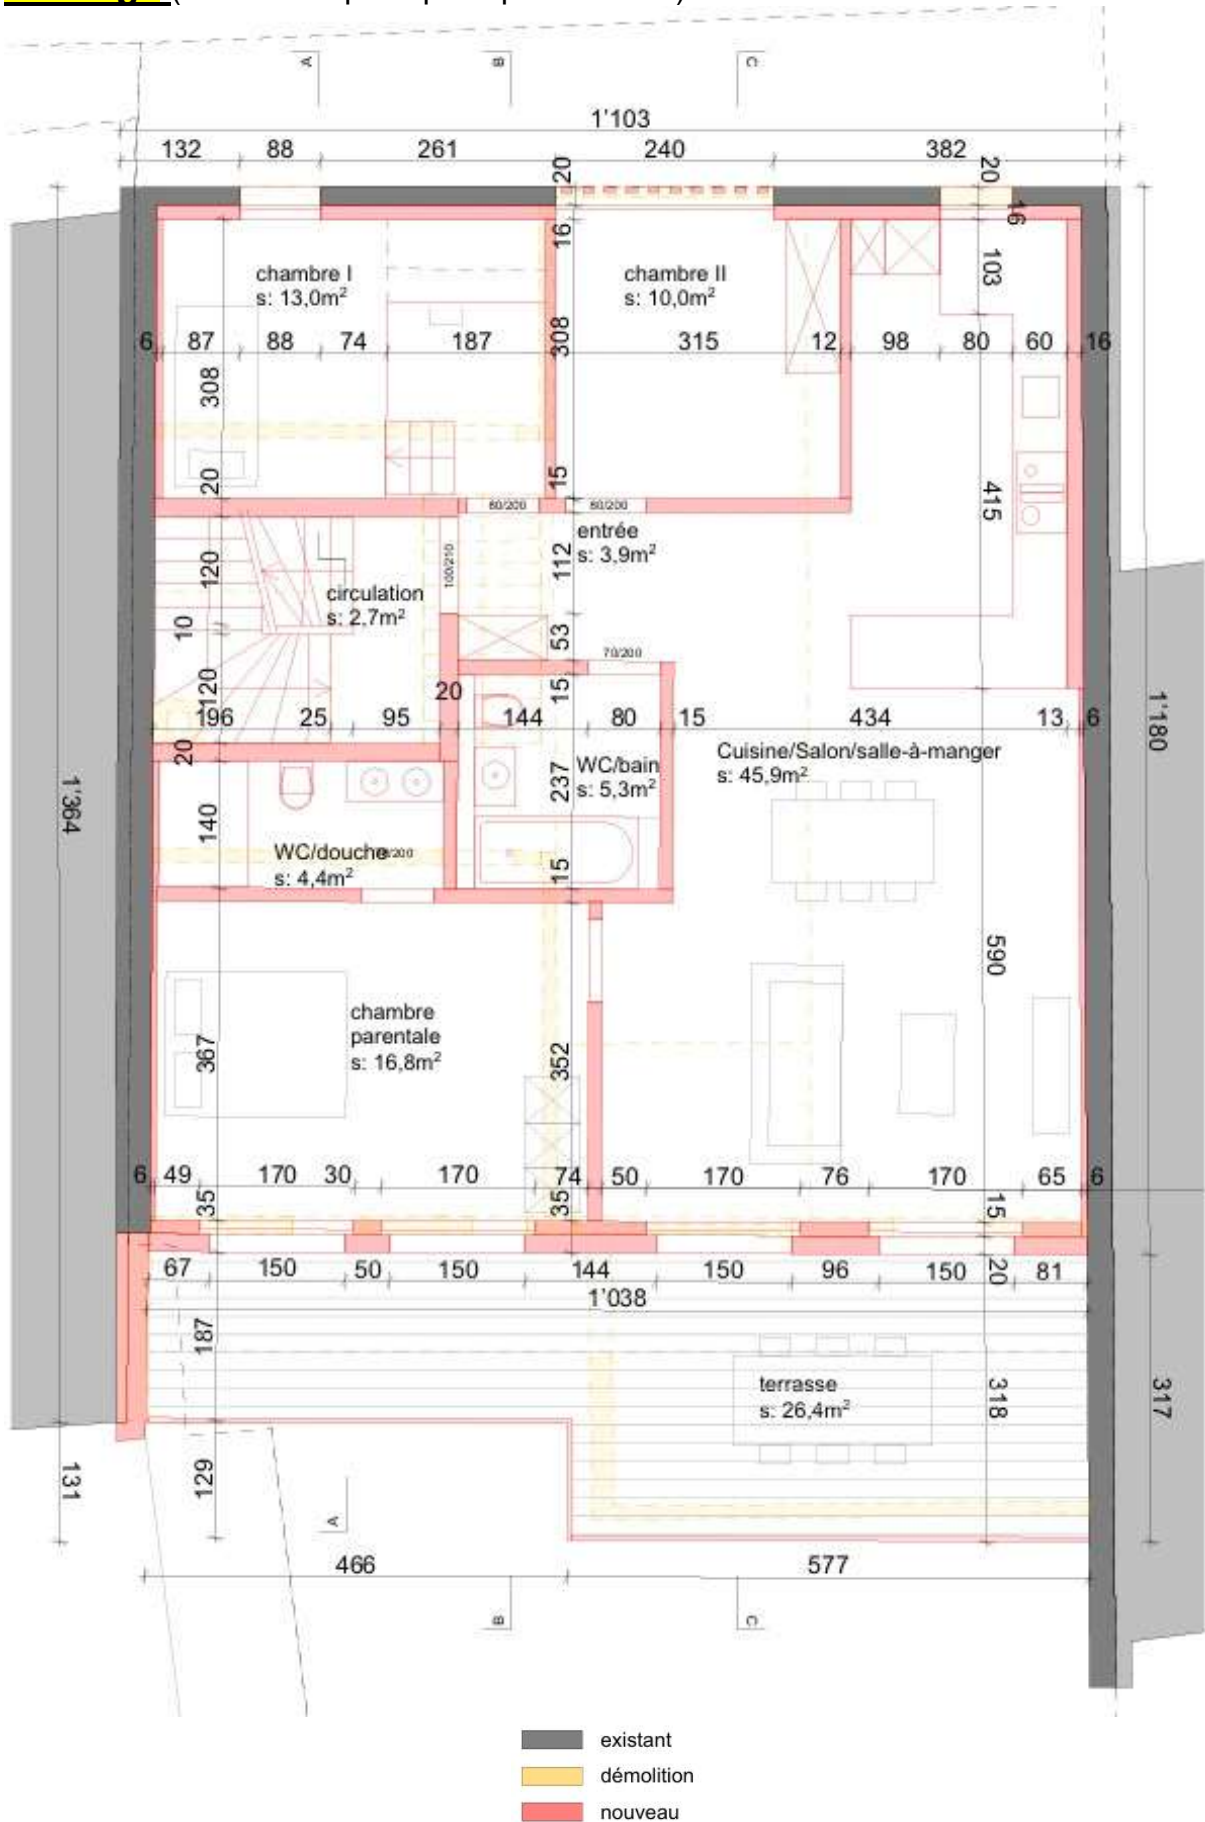 A B C
1'103
132 88 261 240 382
20 20
16 16
103
chambre I
s: 13,0m²
chambre II
s: 10,0m²
6 87 88 74 187 308 315 12 98 80 60 16
308
20 15
415
80/200 80/200
entrée
s: 3,9m²
120 112
100/210
circulation
s: 2,7m²
10 53
70/200
120 20 15
196 25 95 144 80 15 434 13 6
20
1'180
Cuisine/Salon/salle-à-manger
s: 45,9m²
WC/bain
s: 5,3m²
237
1'364
140
WC/douche
/200
s: 4,4m²
15
590
chambre
parentale
s: 16,8m²
367 352
6 49 170 30 170 74 50 170 76 170 65 6
35 35 15
67 150 50 150 144 150 96 150 20 81
1'038
187
terrasse
s: 26,4m²
318 317
129 131
A
466 577
B C
existant
démolition
nouveau